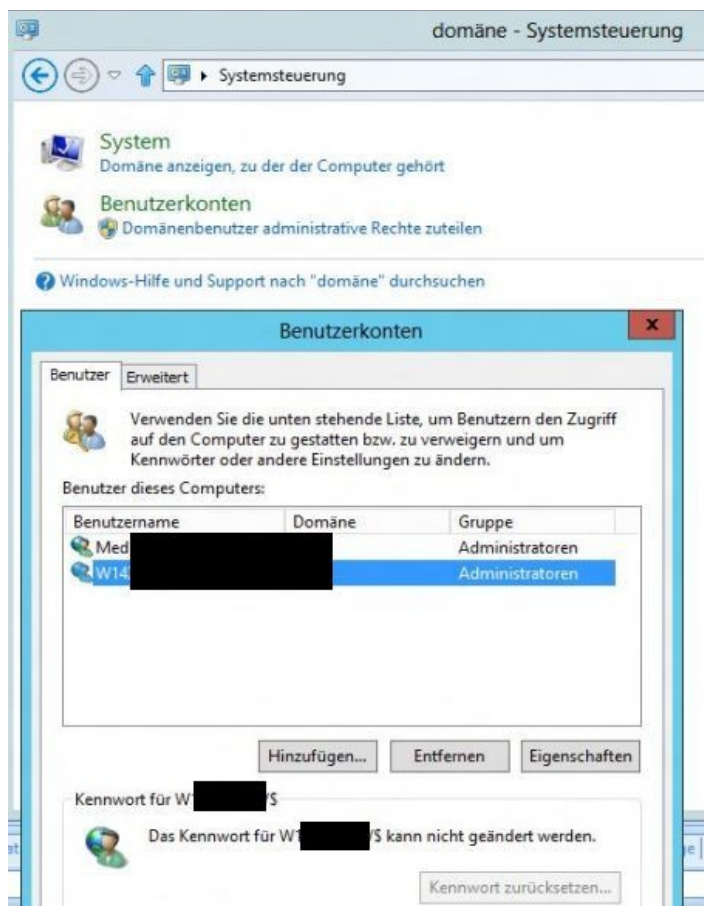 domäne - Systemsteuerung
Systemsteuerung
System
Domäne anzeigen, zu der der Computer gehört
Benutzerkonten
Domänenbenutzer administrative Rechte zuteilen
Windows-Hilfe und Support nach "domäne" durchsuchen
Benutzerkonten
x
Benutzer Erweitert
Verwenden Sie die unten stehende Liste, um Benutzern den Zugriff
auf den Computer zu gestatten bzw. zu verweigern und um
Kennwörter oder andere Einstellungen zu ändern.
Benutzer dieses Computers:
Benutzername Domäne Gruppe
Med Administratoren
W14 Administratoren
Hinzufügen... Entfernen Eigenschaften
Kennwort für W1 /$
Das Kennwort für W1 /$ kann nicht geändert werden.
Kennwort zurücksetzen...